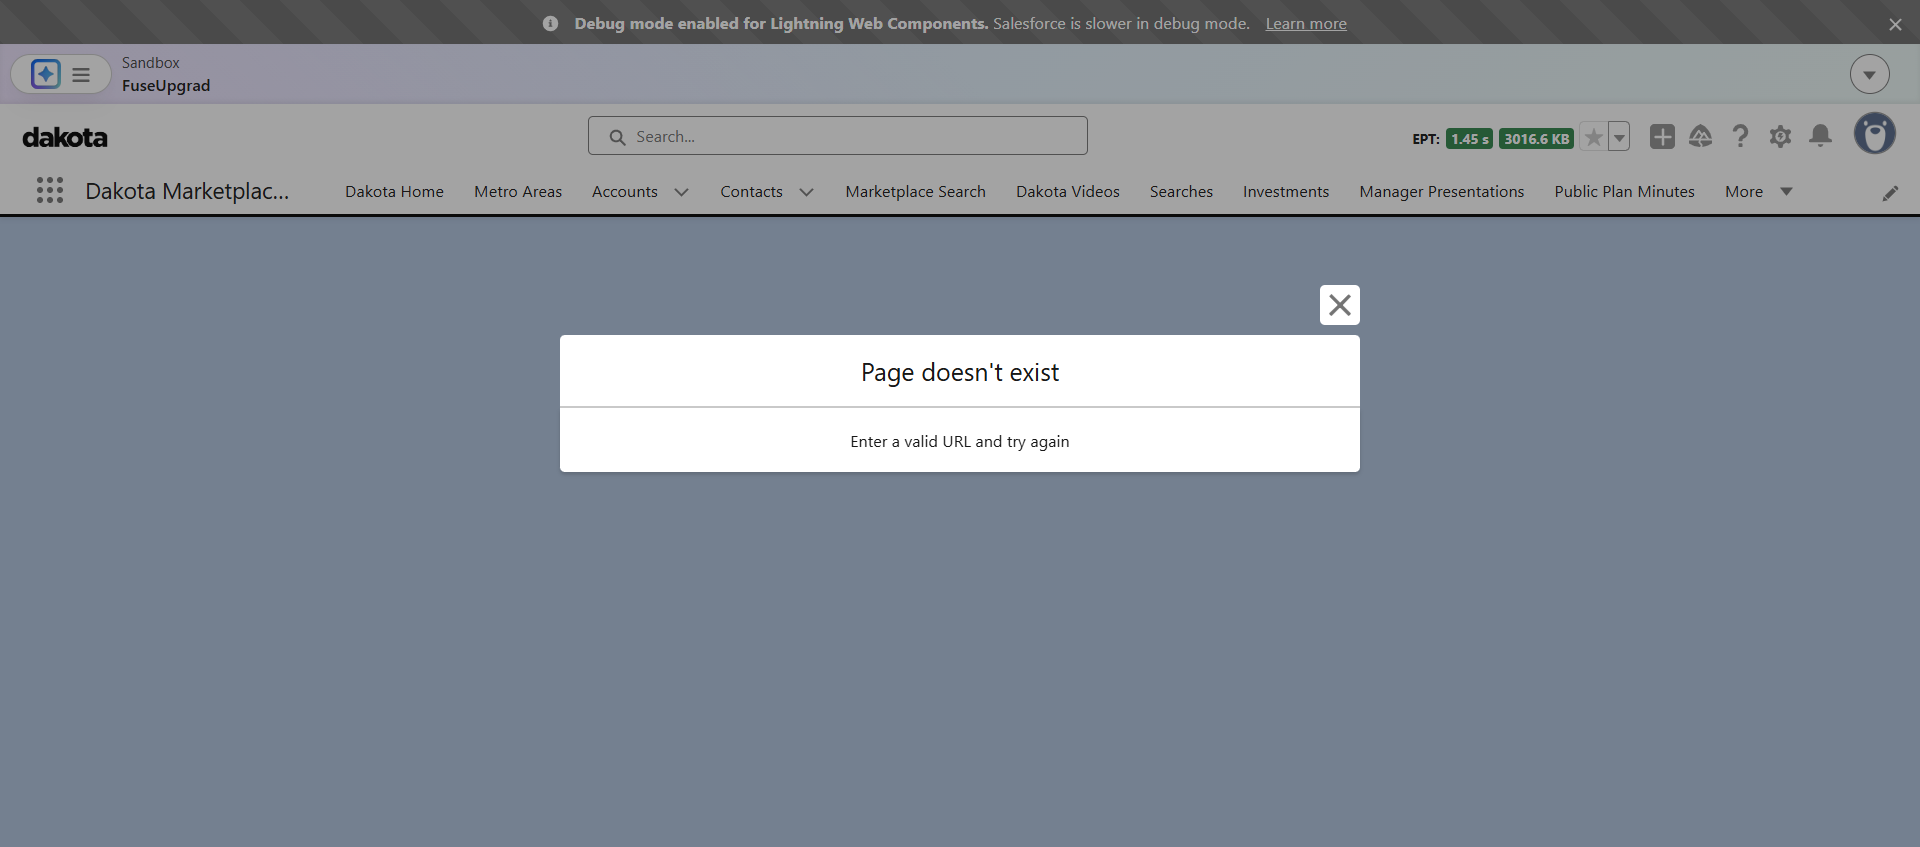 Debug mode enabled for Lightning Web Components. Salesforce is slower in debug mode. Learn more
Sandbox
FuseUpgrad
dakota
Search...
EPT: 1.45 s 3016.6 KB
Dakota Marketplac...
Dakota Home
Metro Areas
Accounts
Contacts
Marketplace Search
Dakota Videos
Searches
Investments
Manager Presentations
Public Plan Minutes
More
Page doesn't exist
Enter a valid URL and try again